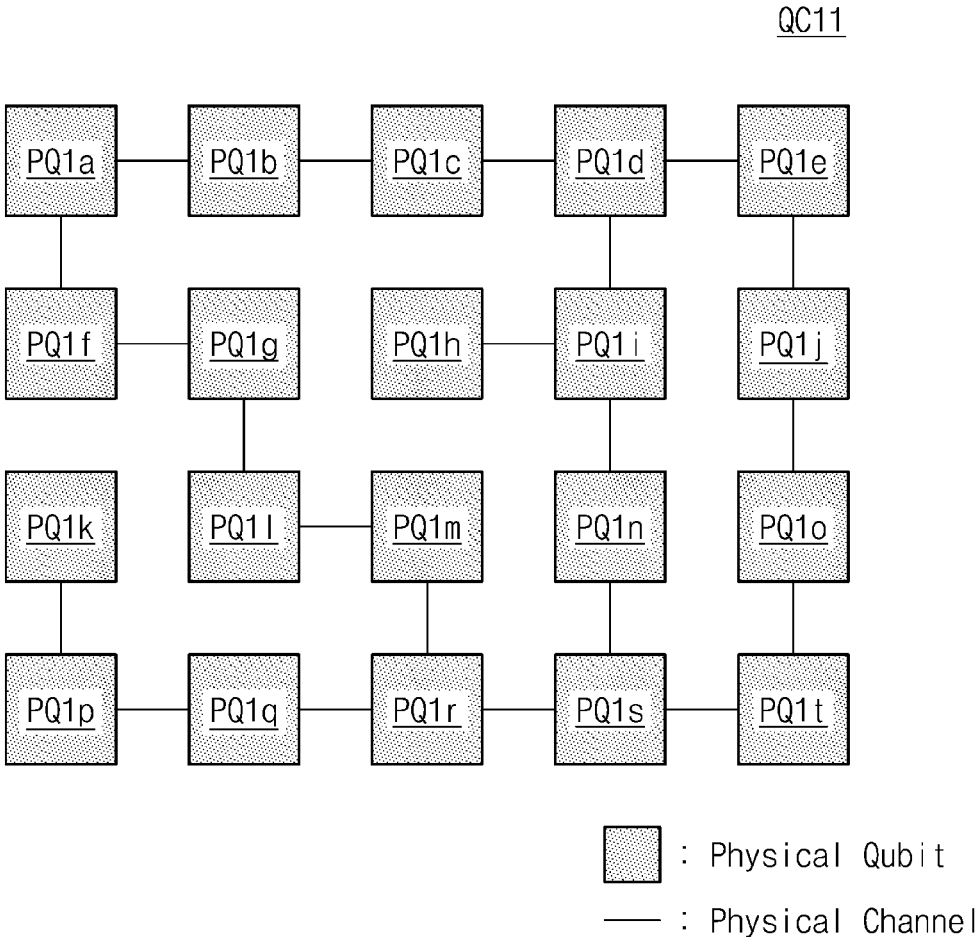 QC11
PQ1a PQ1b PQ1c PQ1d PQ1e
PQ1f PQ1g PQ1h PQ1i PQ1j
PQ1k PQ1l PQ1m PQ1n PQ1o
PQ1p PQ1q PQ1r PQ1s PQ1t
: Physical Qubit
: Physical Channel